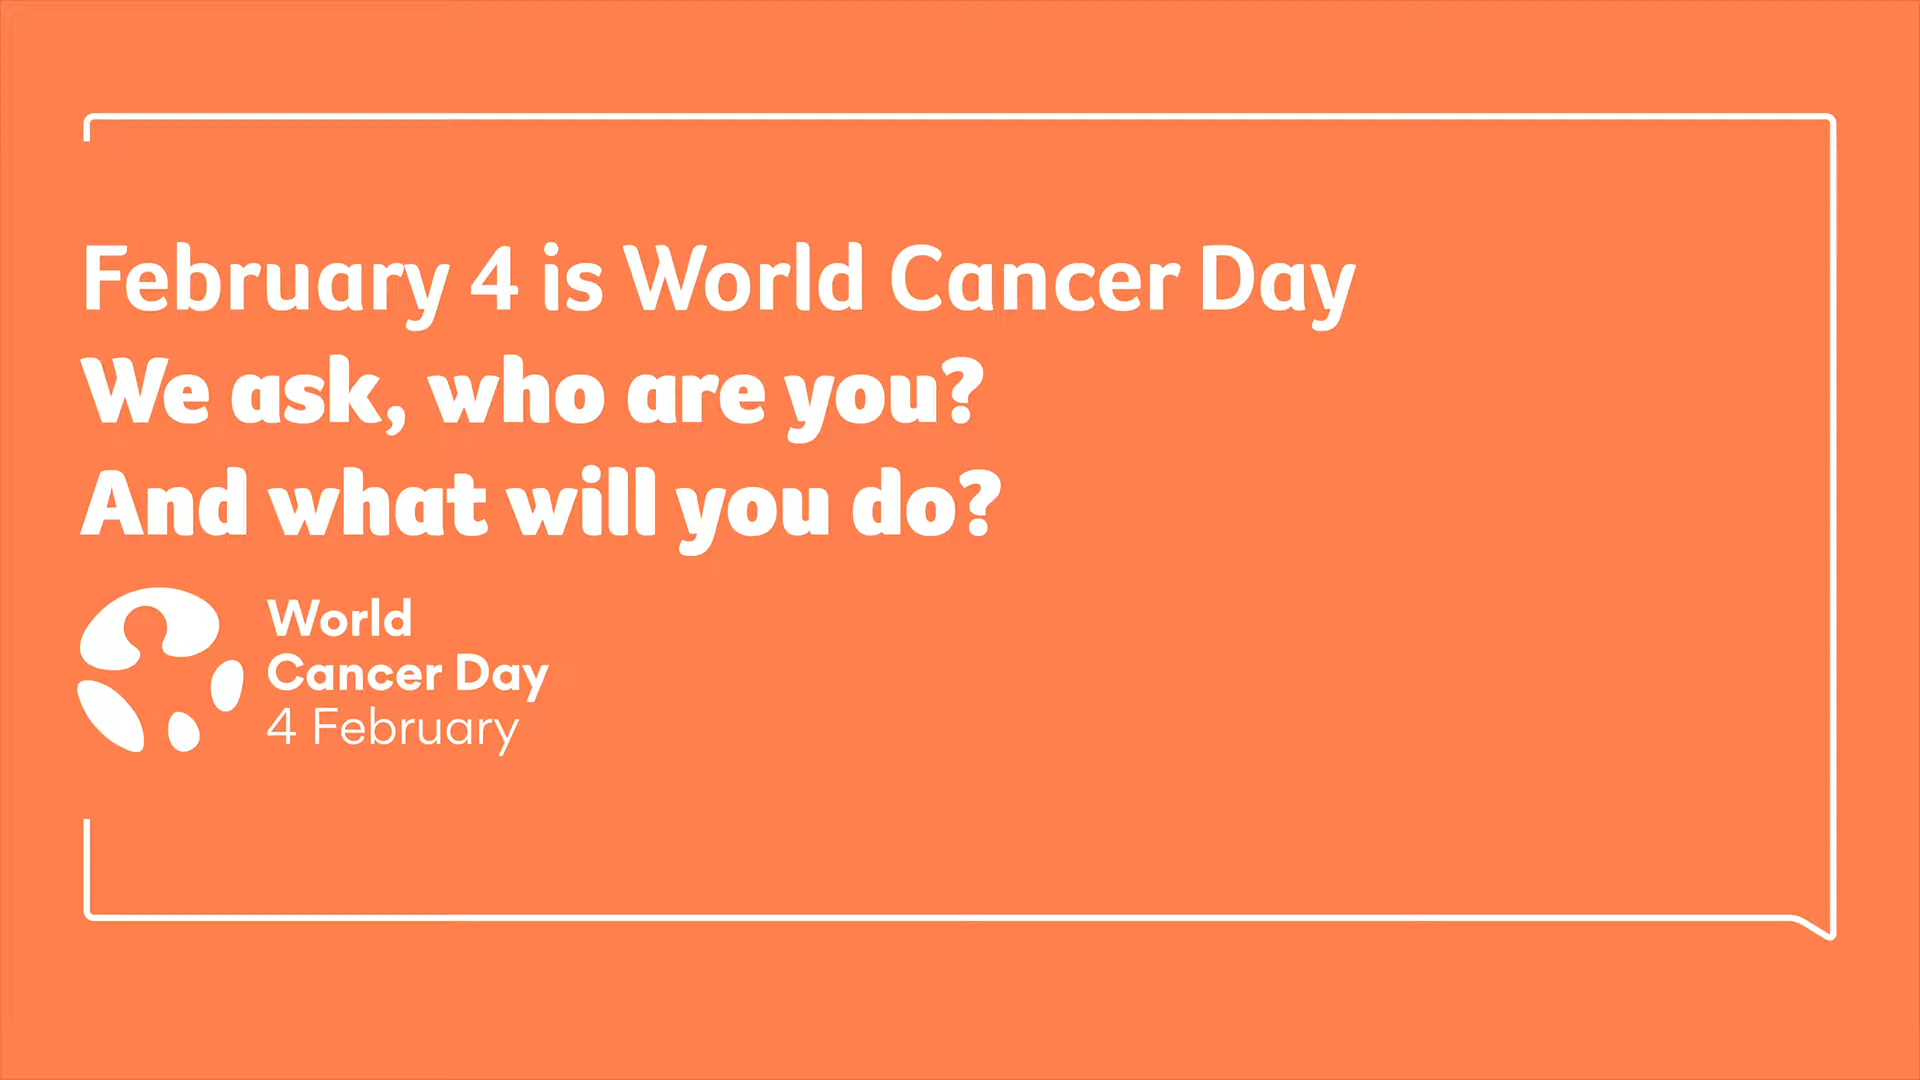 February 4 is World Cancer Day
We ask, who are you?
And what will you do?
World
Cancer Day
4 February